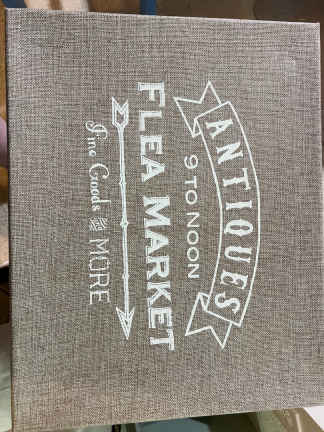 ANTIQUES
9 TO NOON
FLEA MARKET
Fine Goods & MORE